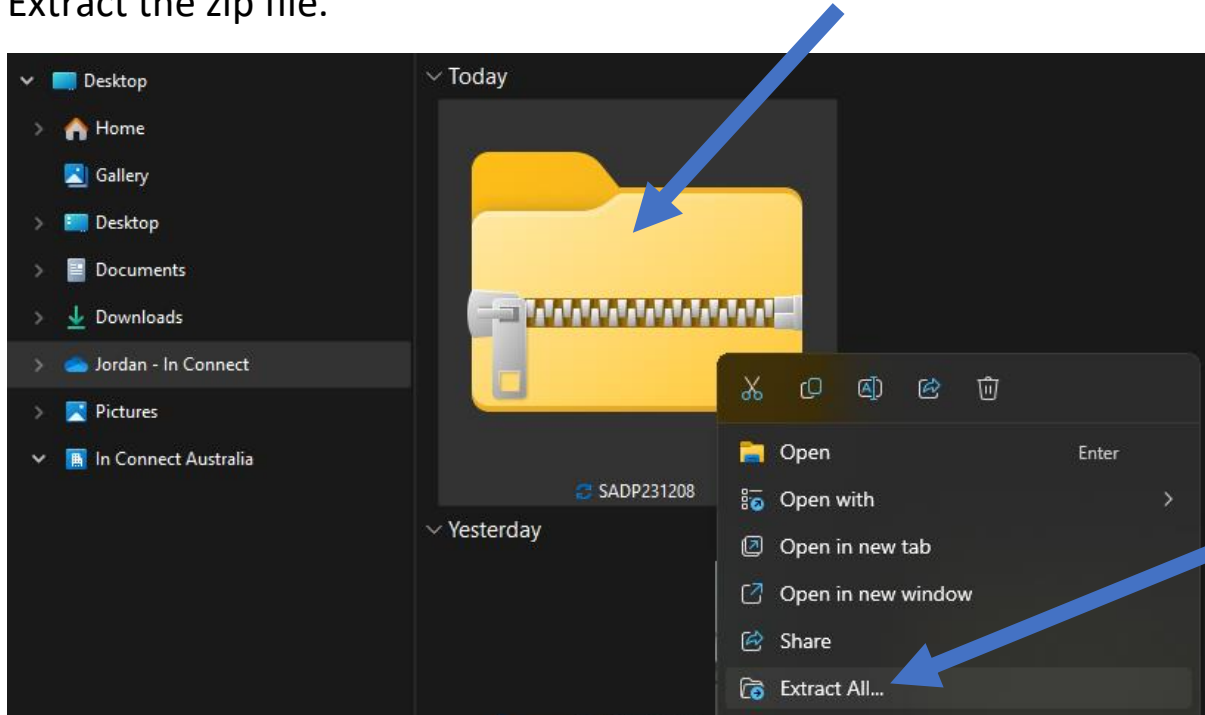 Extract the zip file.
Desktop
Home
Gallery
Desktop
Documents
Downloads
Jordan - In Connect
Pictures
In Connect Australia
Today
SADP231208
Yesterday
Open Enter
Open with
Open in new tab
Open in new window
Share
Extract All...